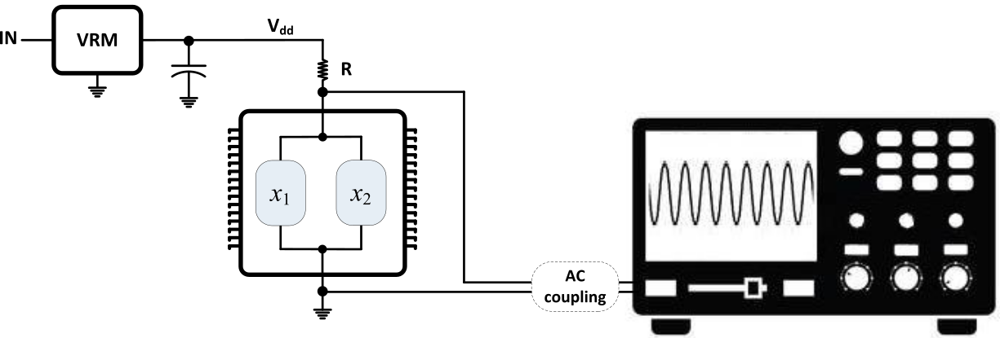 IN
VRM
Vdd
R
x1
x2
AC
coupling